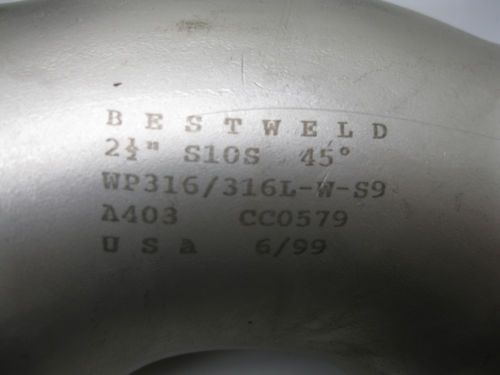 B E S T W E L D
2½" S10S 45°
WP316/316L-W-S9
A403 CC0579
U S a 6/99